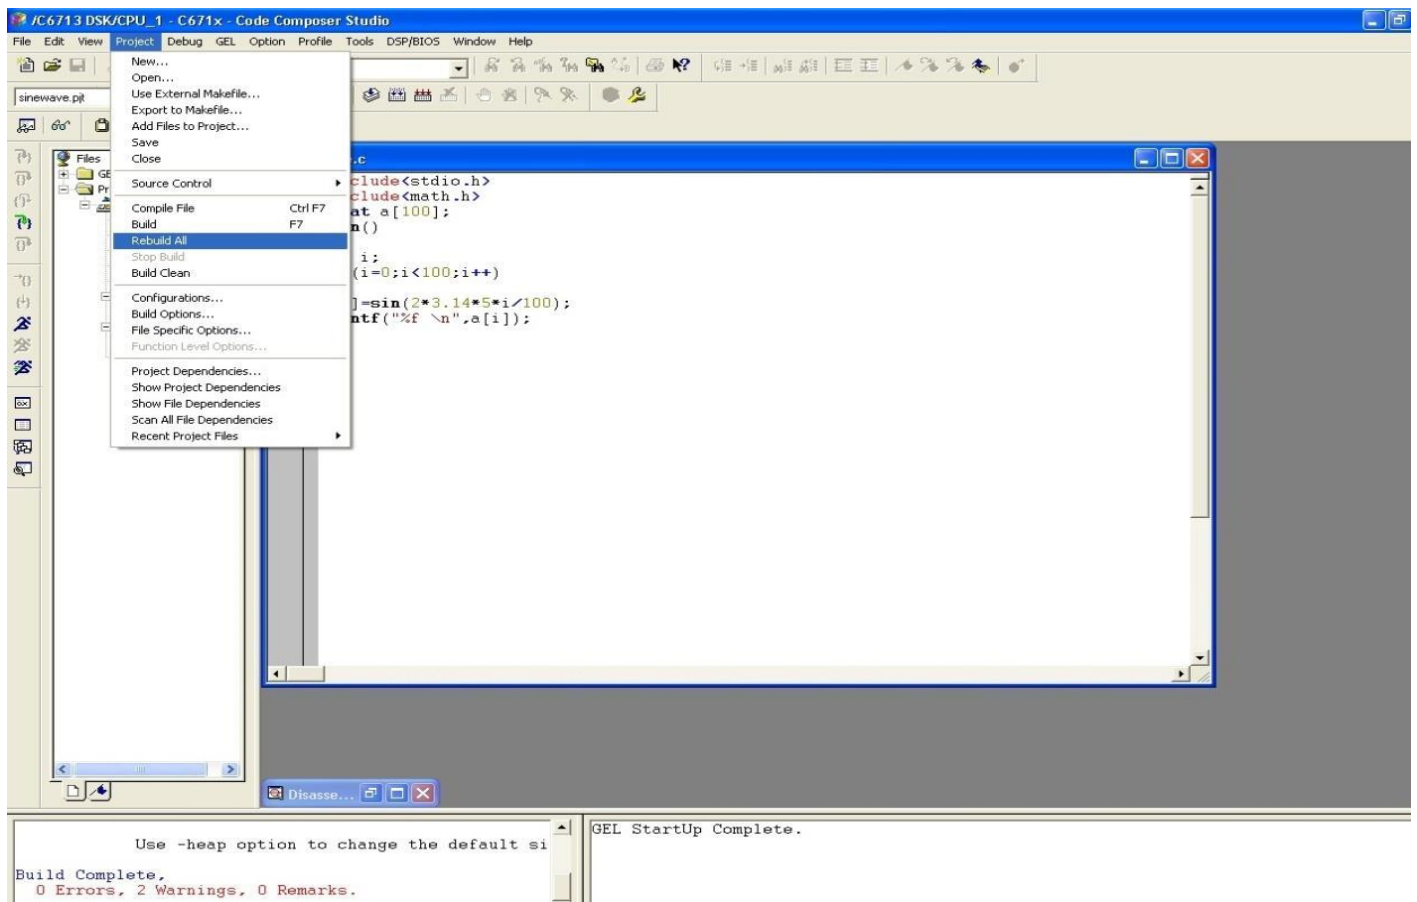 /C6713 DSK/CPU_1 - C671x - Code Composer Studio
File Edit View Project Debug GEL Option Profile Tools DSP/BIOS Window Help
sinewave.pjt
New...
Open...
Use External Makefile...
Export to Makefile...
Add Files to Project...
Save
Close
Source Control
Compile File Ctrl F7
Build F7
Rebuild All
Stop Build
Build Clean
Configurations...
Build Options...
File Specific Options...
Function Level Options...
Project Dependencies...
Show Project Dependencies
Show File Dependencies
Scan All File Dependencies
Recent Project Files
Files
GE
Pr
.c
clude<stdio.h>
clude<math.h>
at a[100];
n()
i;
(i=0;i<100;i++)
]=sin(2*3.14*5*i/100);
ntf("%f \n",a[i]);
Disasse...
Use -heap option to change the default si
Build Complete,
0 Errors, 2 Warnings, 0 Remarks.
GEL StartUp Complete.